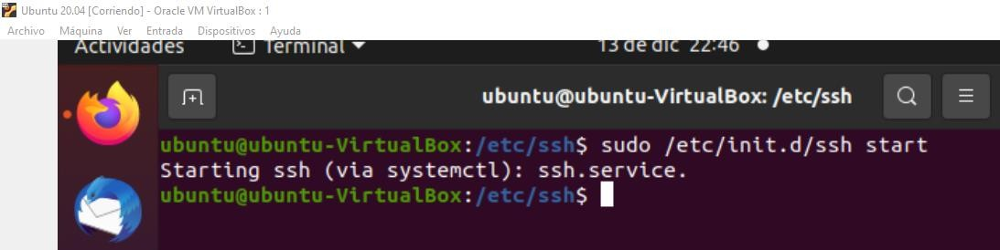 Ubuntu 20.04 [Corriendo] - Oracle VM VirtualBox : 1
Archivo Máquina Ver Entrada Dispositivos Ayuda
Actividades Terminal 13 de dic 22:46
ubuntu@ubuntu-VirtualBox: /etc/ssh
ubuntu@ubuntu-VirtualBox:/etc/ssh$ sudo /etc/init.d/ssh start
Starting ssh (via systemctl): ssh.service.
ubuntu@ubuntu-VirtualBox:/etc/ssh$